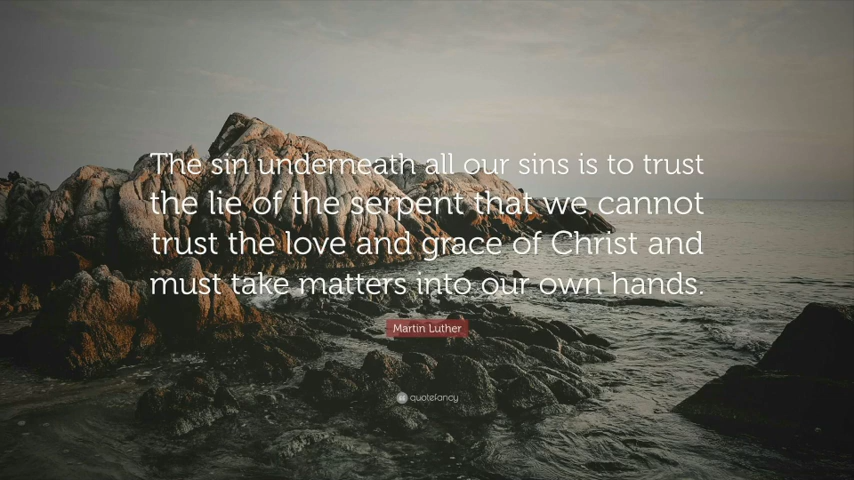 The sin underneath all our sins is to trust
the lie of the serpent that we cannot
trust the love and grace of Christ and
must take matters into our own hands.
Martin Luther
quotefancy